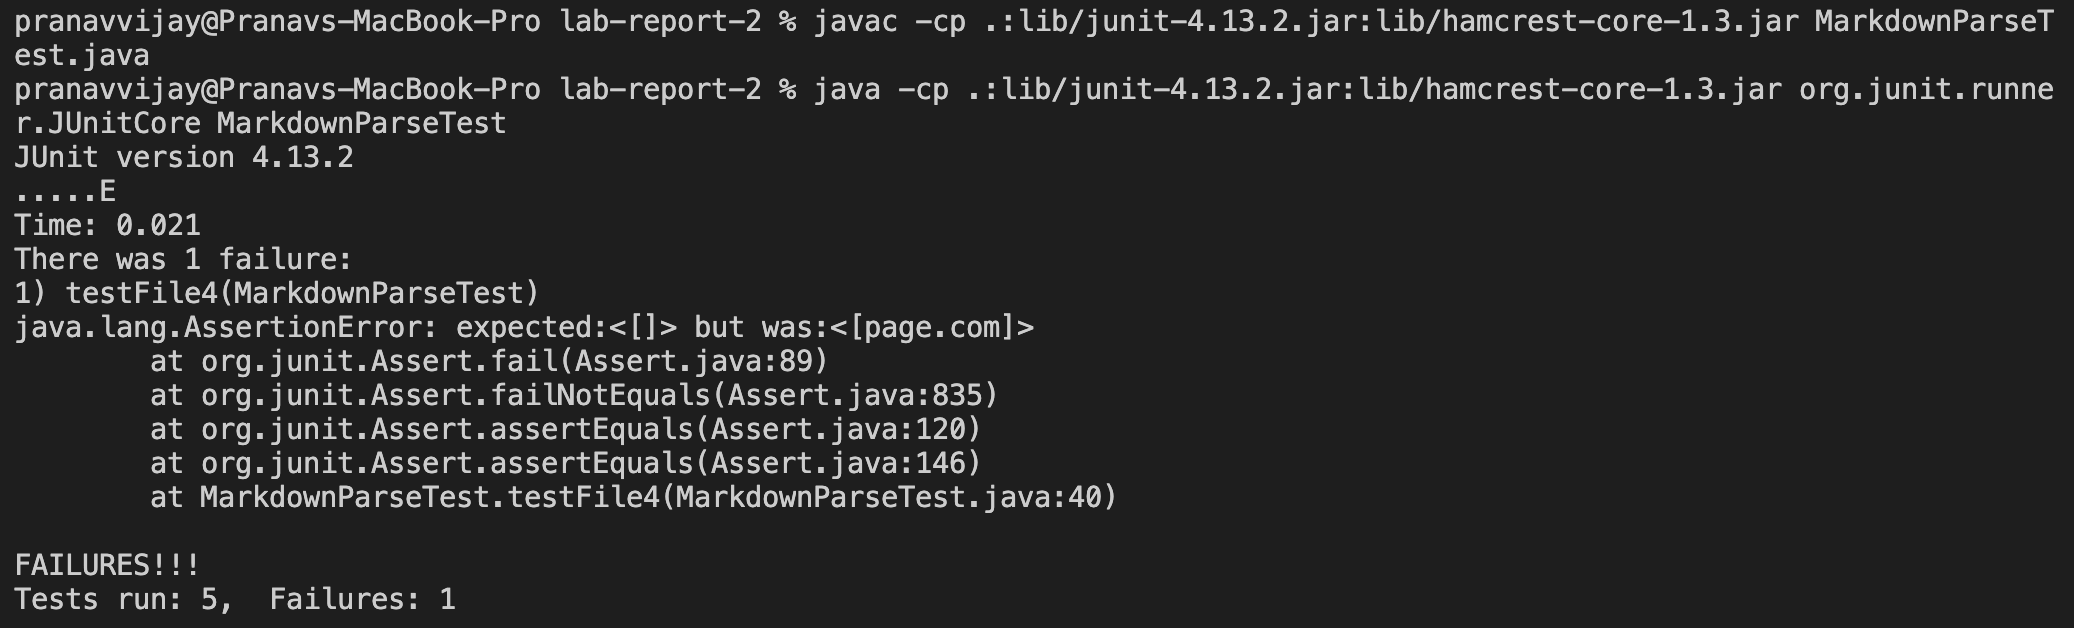 pranavvijay@Pranavs-MacBook-Pro lab-report-2 % javac -cp .:lib/junit-4.13.2.jar:lib/hamcrest-core-1.3.jar MarkdownParseT
est.java
pranavvijay@Pranavs-MacBook-Pro lab-report-2 % java -cp .:lib/junit-4.13.2.jar:lib/hamcrest-core-1.3.jar org.junit.runne
r.JUnitCore MarkdownParseTest
JUnit version 4.13.2
.....E
Time: 0.021
There was 1 failure:
1) testFile4(MarkdownParseTest)
java.lang.AssertionError: expected:<[]> but was:<[page.com]>
        at org.junit.Assert.fail(Assert.java:89)
        at org.junit.Assert.failNotEquals(Assert.java:835)
        at org.junit.Assert.assertEquals(Assert.java:120)
        at org.junit.Assert.assertEquals(Assert.java:146)
        at MarkdownParseTest.testFile4(MarkdownParseTest.java:40)

FAILURES!!!
Tests run: 5,  Failures: 1